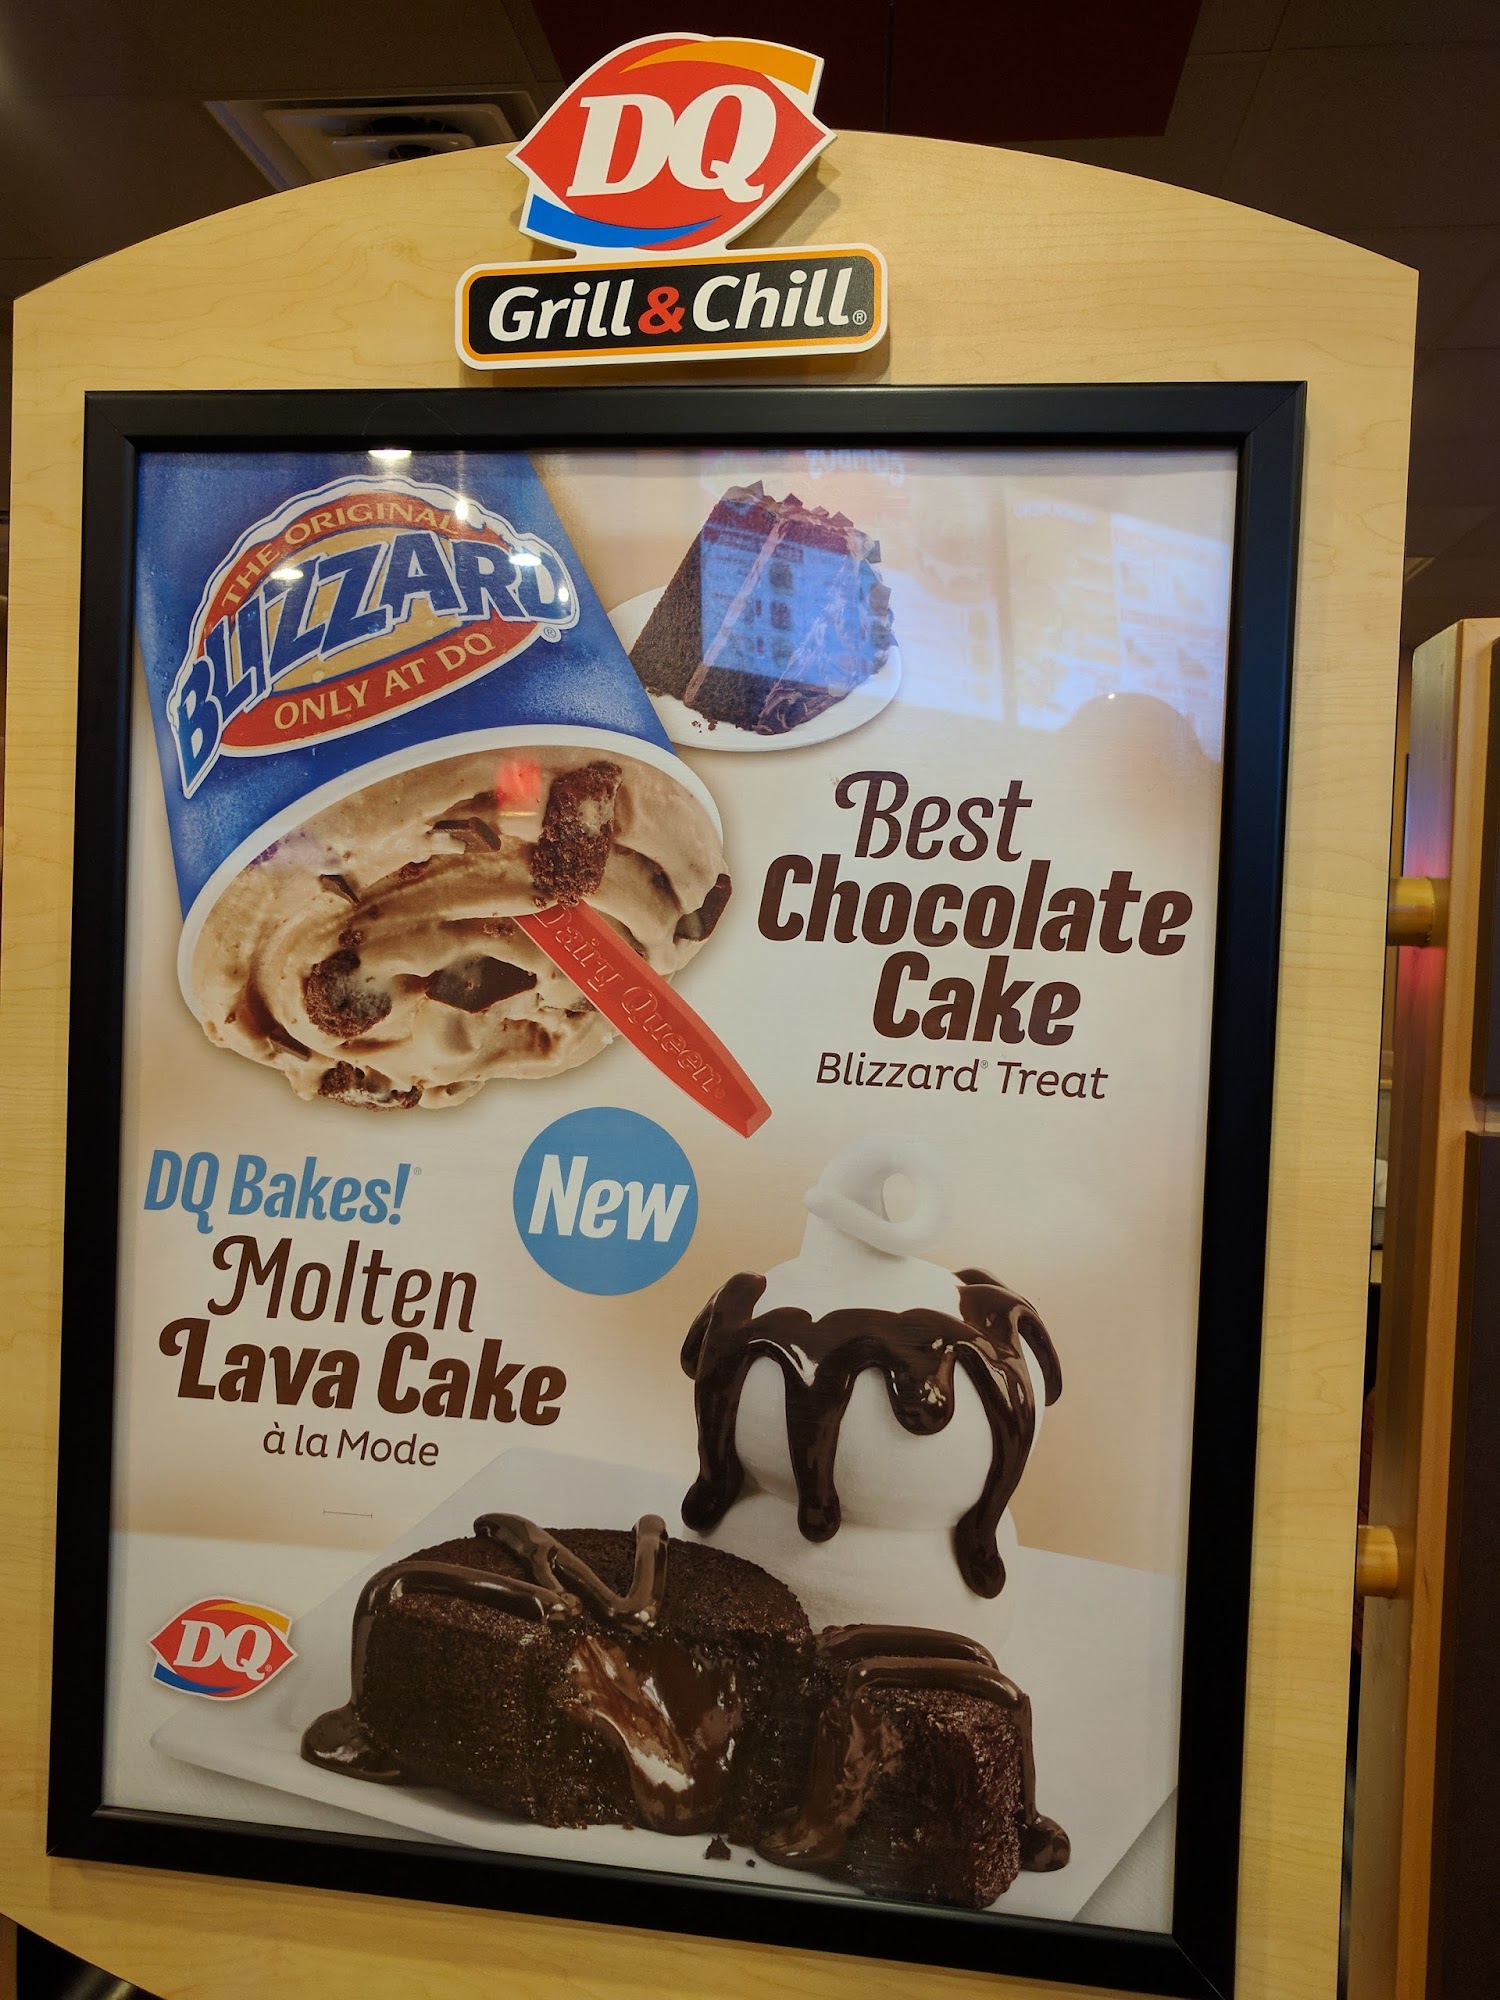 DQ
Grill & Chill®
THE ORIGINAL
BLIZZARD®
ONLY AT DQ
Best
Chocolate
Cake
Blizzard® Treat
Dairy Queen
DQ Bakes!®
New
Molten
Lava Cake
à la Mode
DQ